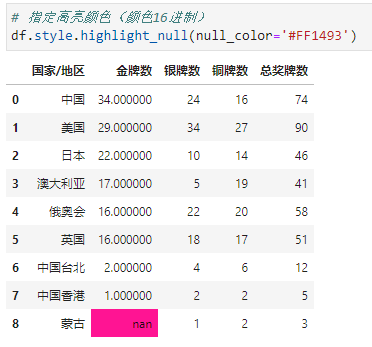 # 指定高亮颜色（颜色16进制）
df.style.highlight_null(null_color='#FF1493')
国家/地区 金牌数 银牌数 铜牌数 总奖牌数
0 中国 34.000000 24 16 74
1 美国 29.000000 34 27 90
2 日本 22.000000 10 14 46
3 澳大利亚 17.000000 5 19 41
4 俄奥会 16.000000 22 20 58
5 英国 16.000000 18 17 51
6 中国台北 2.000000 4 6 12
7 中国香港 1.000000 2 2 5
8 蒙古 nan 1 2 3